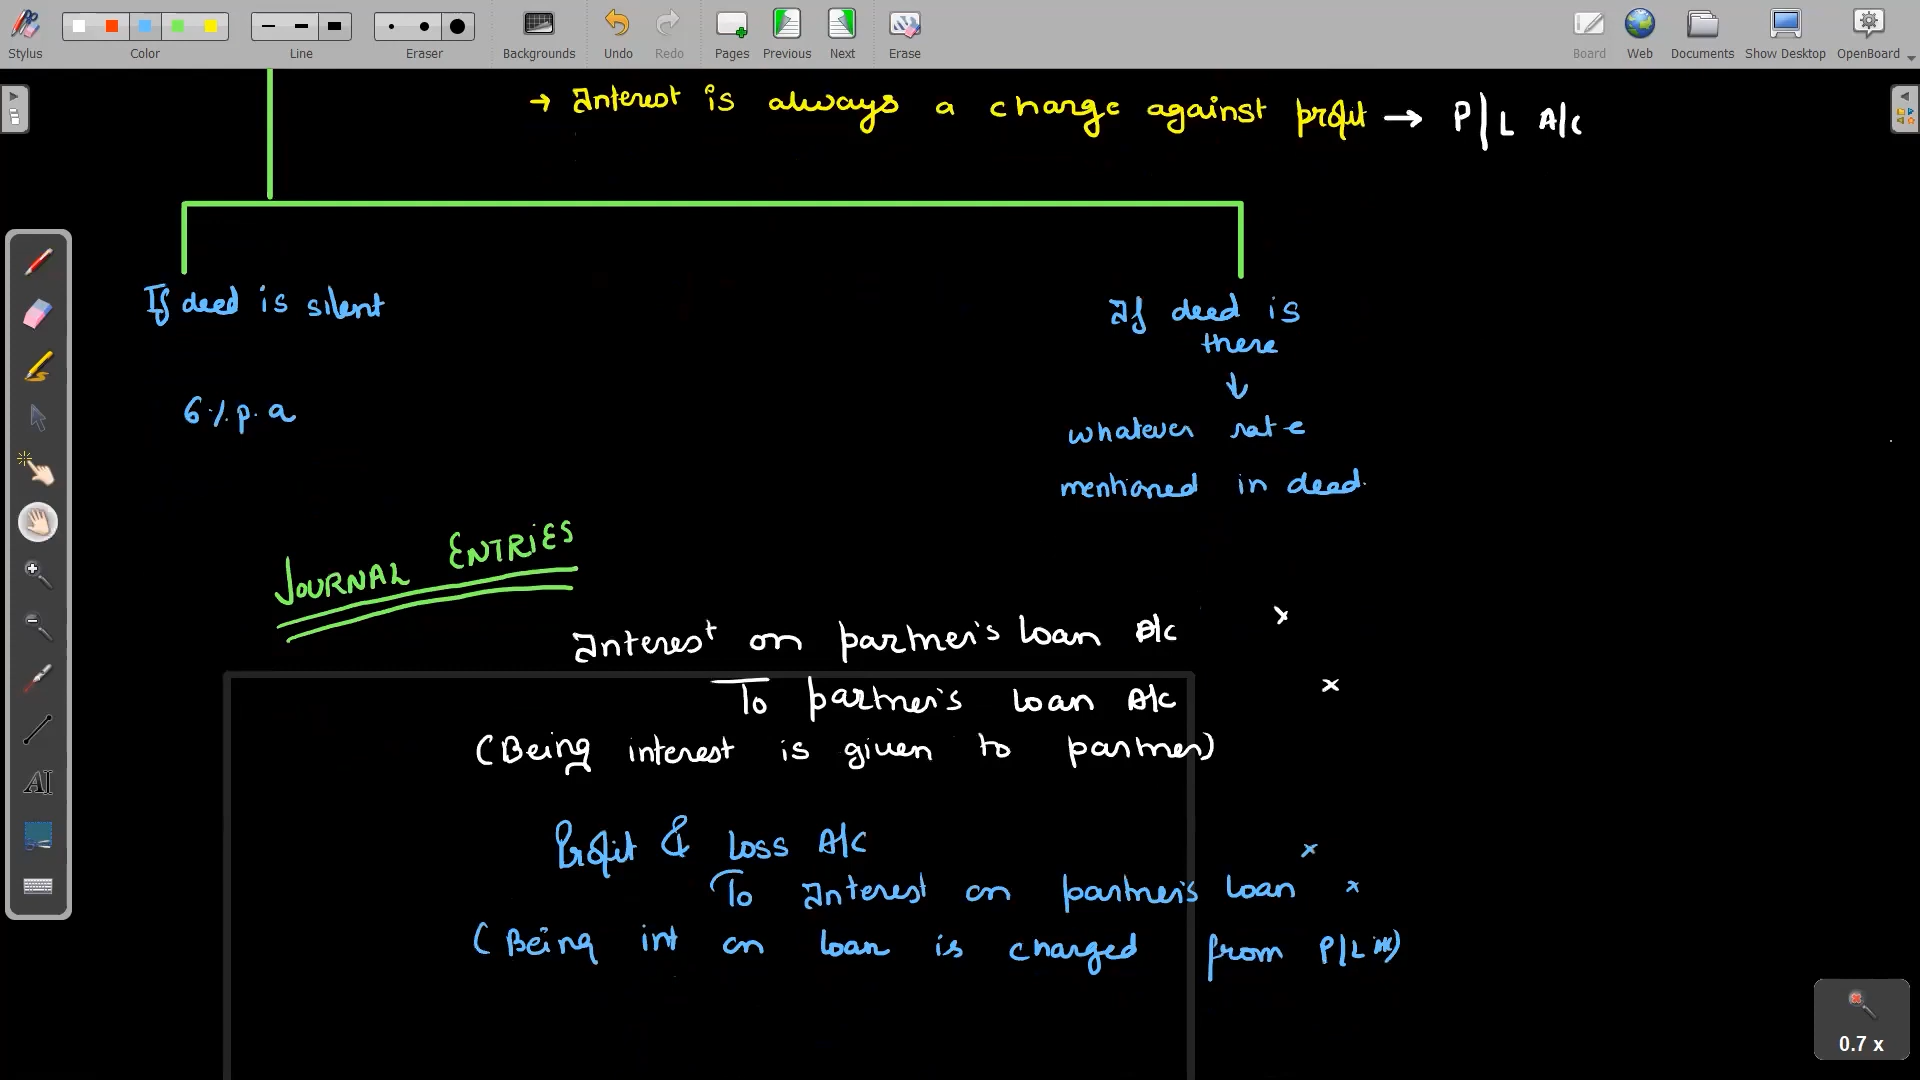 Stylus
Color
Line
Eraser
Backgrounds
Undo
Redo
Pages
Previous
Next
Erase
Board
Web
Documents
Show Desktop
OpenBoard
→ Interest is always a charge against profit → P|L A/c
If deed is silent
If deed is
there
↓
6%p.a
whatever rate
mentioned in deed.
JOURNAL ENTRIES
Interest on partner's loan A/c x
To partner's loan A/c x
(Being interest is given to partner)
Profit & Loss A/c x
To Interest on partner's loan x
(Being int on loan is charged from P/L A/c)
AI
0.7 x